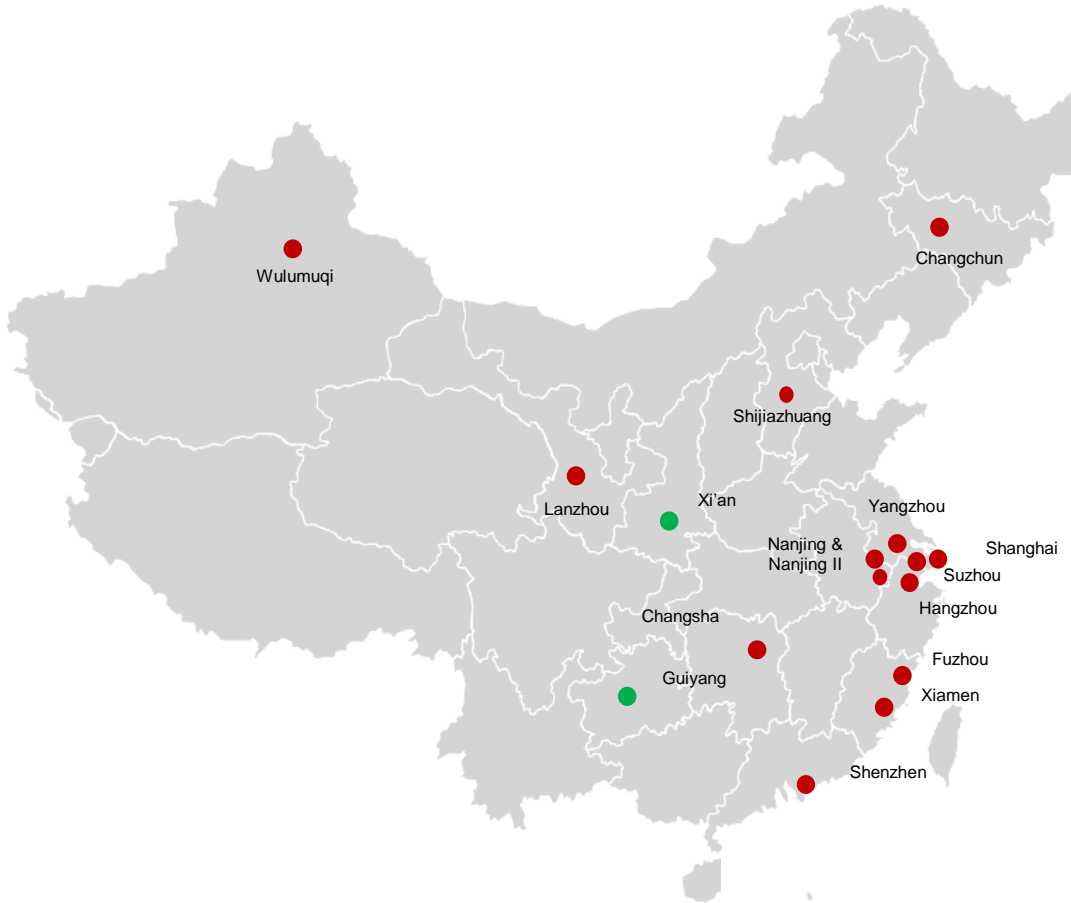 Changchun
Wulumuqi
Shijiazhuang
Xi’an
Lanzhou
Yangzhou
Nanjing &
Nanjing II
Shanghai
Suzhou
Hangzhou
Changsha
Fuzhou
Guiyang
Xiamen
Shenzhen